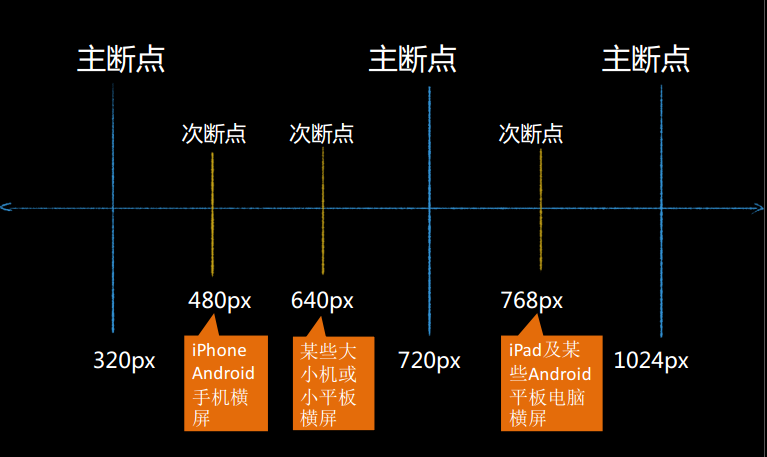 主断点
主断点
主断点
次断点
次断点
次断点
480px
640px
768px
320px
720px
1024px
iPhone
Android
手机横
屏
某些大
小机或
小平板
横屏
iPad及某
些Android
平板电脑
横屏